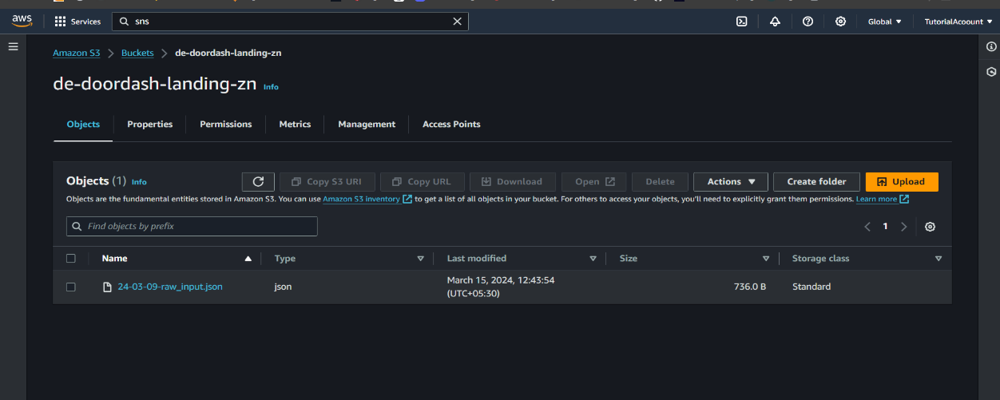 aws Services sns Global TutorialAcoount
Amazon S3 Buckets de-doordash-landing-zn
de-doordash-landing-zn Info
Objects Properties Permissions Metrics Management Access Points
Objects (1) Info Copy S3 URI Copy URL Download Open Delete Actions Create folder Upload
Objects are the fundamental entities stored in Amazon S3. You can use Amazon S3 inventory to get a list of all objects in your bucket. For others to access your objects, you'll need to explicitly grant them permissions. Learn more
Find objects by prefix 1
Name Type Last modified Size Storage class
24-03-09-raw_input.json json March 15, 2024, 12:43:54 736.0 B Standard
(UTC+05:30)